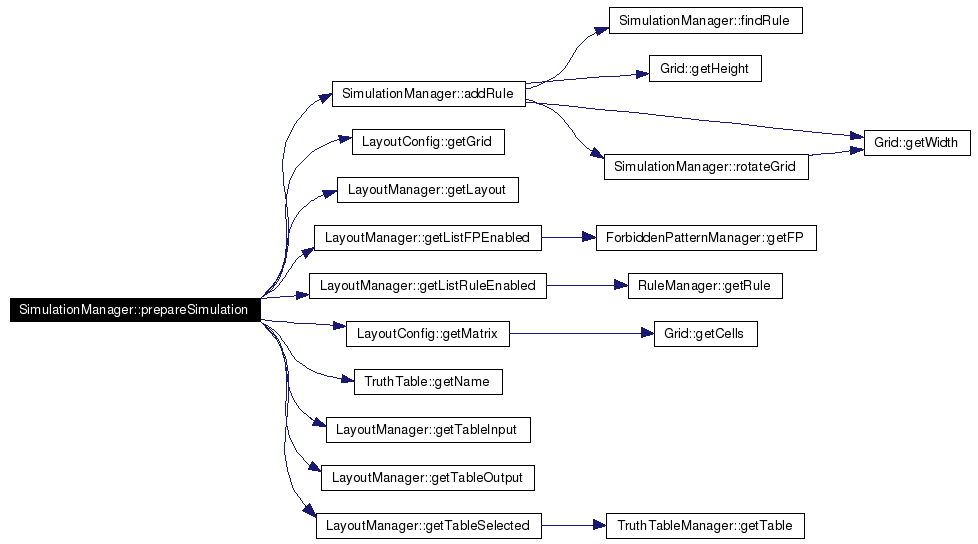 SimulationManager::findRule
Grid::getHeight
SimulationManager::addRule
LayoutConfig::getGrid
Grid::getWidth
SimulationManager::rotateGrid
LayoutManager::getLayout
LayoutManager::getListFPEnabled
ForbiddenPatternManager::getFP
LayoutManager::getListRuleEnabled
RuleManager::getRule
SimulationManager::prepareSimulation
LayoutConfig::getMatrix
Grid::getCells
TruthTable::getName
LayoutManager::getTableInput
LayoutManager::getTableOutput
LayoutManager::getTableSelected
TruthTableManager::getTable